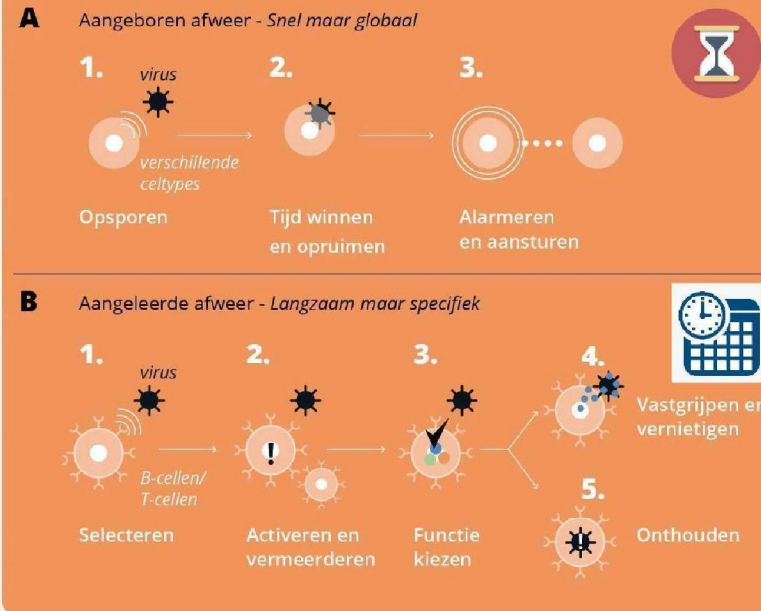 A Aangeboren afweer - Snel maar globaal
1. 2. 3.
virus
verschillende
celtypes
Opsporen
Tijd winnen
en opruimen
Alarmeren
en aansturen
B Aangeleerde afweer - Langzaam maar specifiek
1. 2. 3. 4.
virus
Vastgrijpen en
vernietigen
!
B-cellen/
T-cellen
5.
Selecteren
Activeren en
vermeerderen
Functie
kiezen
!
Onthouden